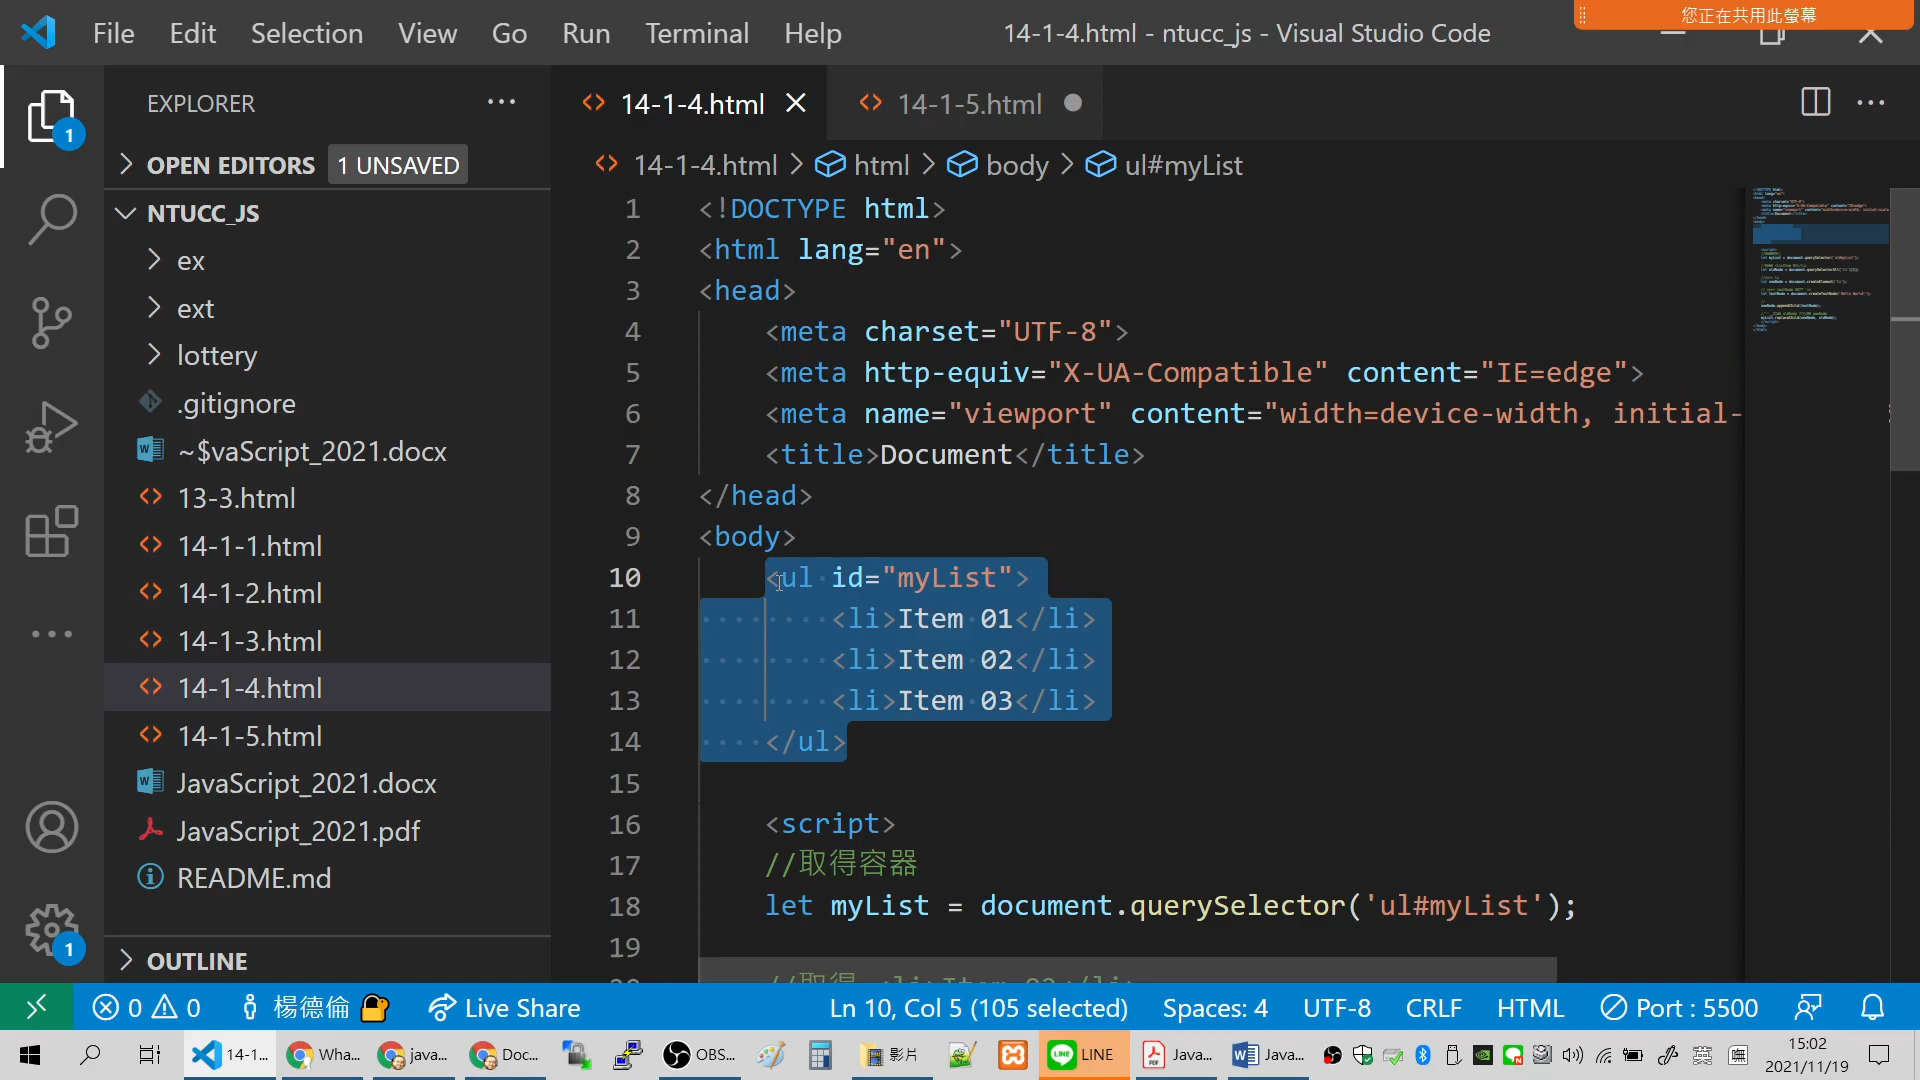 File Edit Selection View Go Run Terminal Help
14-1-4.html - ntucc_js - Visual Studio Code
您正在共用此螢幕
EXPLORER
14-1-4.html
14-1-5.html
OPEN EDITORS 1 UNSAVED
14-1-4.html > html > body > ul#myList
NTUCC_JS
ex
ext
lottery
.gitignore
~$vaScript_2021.docx
13-3.html
14-1-1.html
14-1-2.html
14-1-3.html
14-1-4.html
14-1-5.html
JavaScript_2021.docx
JavaScript_2021.pdf
README.md
OUTLINE
1 <!DOCTYPE html>
2 <html lang="en">
3 <head>
4 <meta charset="UTF-8">
5 <meta http-equiv="X-UA-Compatible" content="IE=edge">
6 <meta name="viewport" content="width=device-width, initial-
7 <title>Document</title>
8 </head>
9 <body>
10 <ul id="myList">
11 <li>Item 01</li>
12 <li>Item 02</li>
13 <li>Item 03</li>
14 </ul>
15
16 <script>
17 //取得容器
18 let myList = document.querySelector('ul#myList');
19
1
1
0 0 楊德倫 Live Share
Ln 10, Col 5 (105 selected) Spaces: 4 UTF-8 CRLF HTML Port : 5500
14-1... Wha... java... Doc... OBS... 影片 LINE Java... Java... 英
15:02
2021/11/19